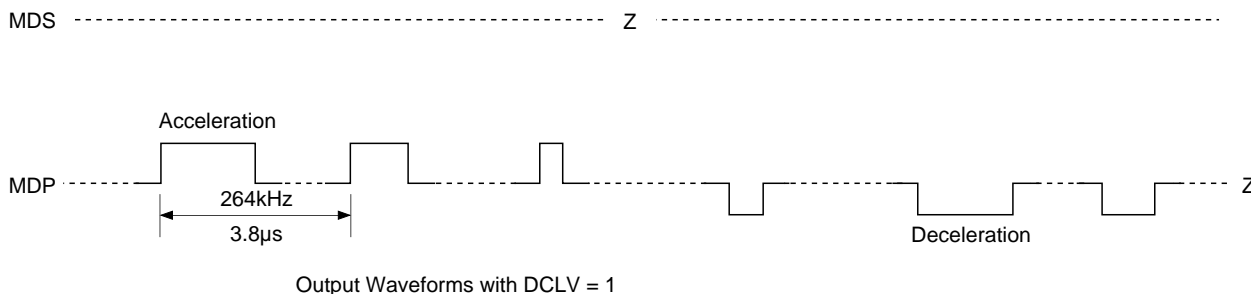 MDS Z
Acceleration
MDP Z
264kHz
3.8µs
Deceleration
Output Waveforms with DCLV = 1